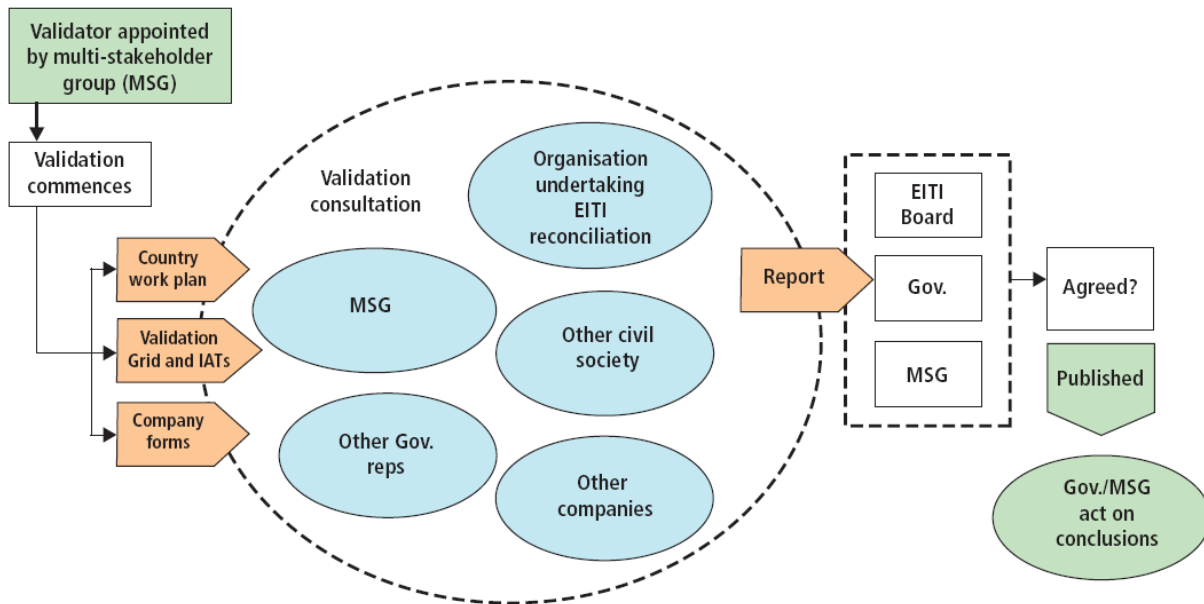 Validator appointed
by multi-stakeholder
group (MSG)
Validation
commences
Country
work plan
Validation
Grid and IATs
Company
forms
Validation
consultation
Organisation
undertaking
EITI
reconciliation
MSG
Other civil
society
Other Gov.
reps
Other
companies
Report
EITI
Board
Gov.
MSG
Agreed?
Published
Gov./MSG
act on
conclusions